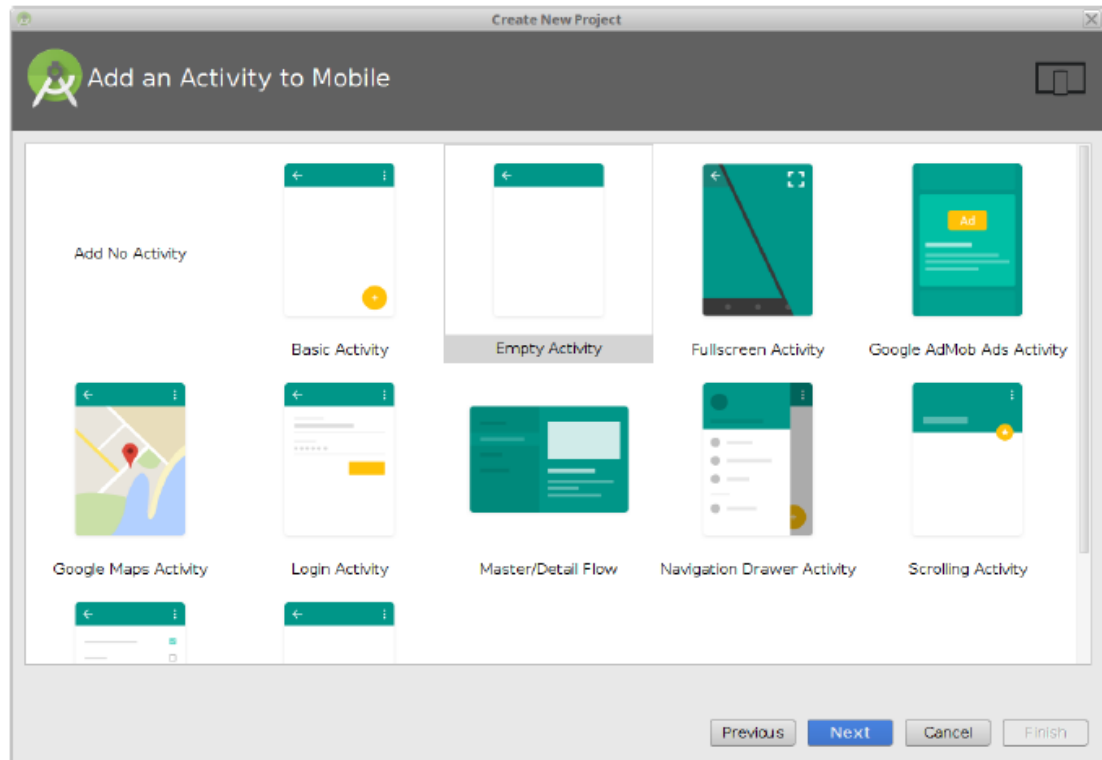 Create New Project
Add an Activity to Mobile
Add No Activity
Basic Activity
Empty Activity
Fullscreen Activity
Ad
Google AdMob Ads Activity
Google Maps Activity
Login Activity
Master/Detail Flow
Navigation Drawer Activity
Scrolling Activity
Previous
Next
Cancel
Finish